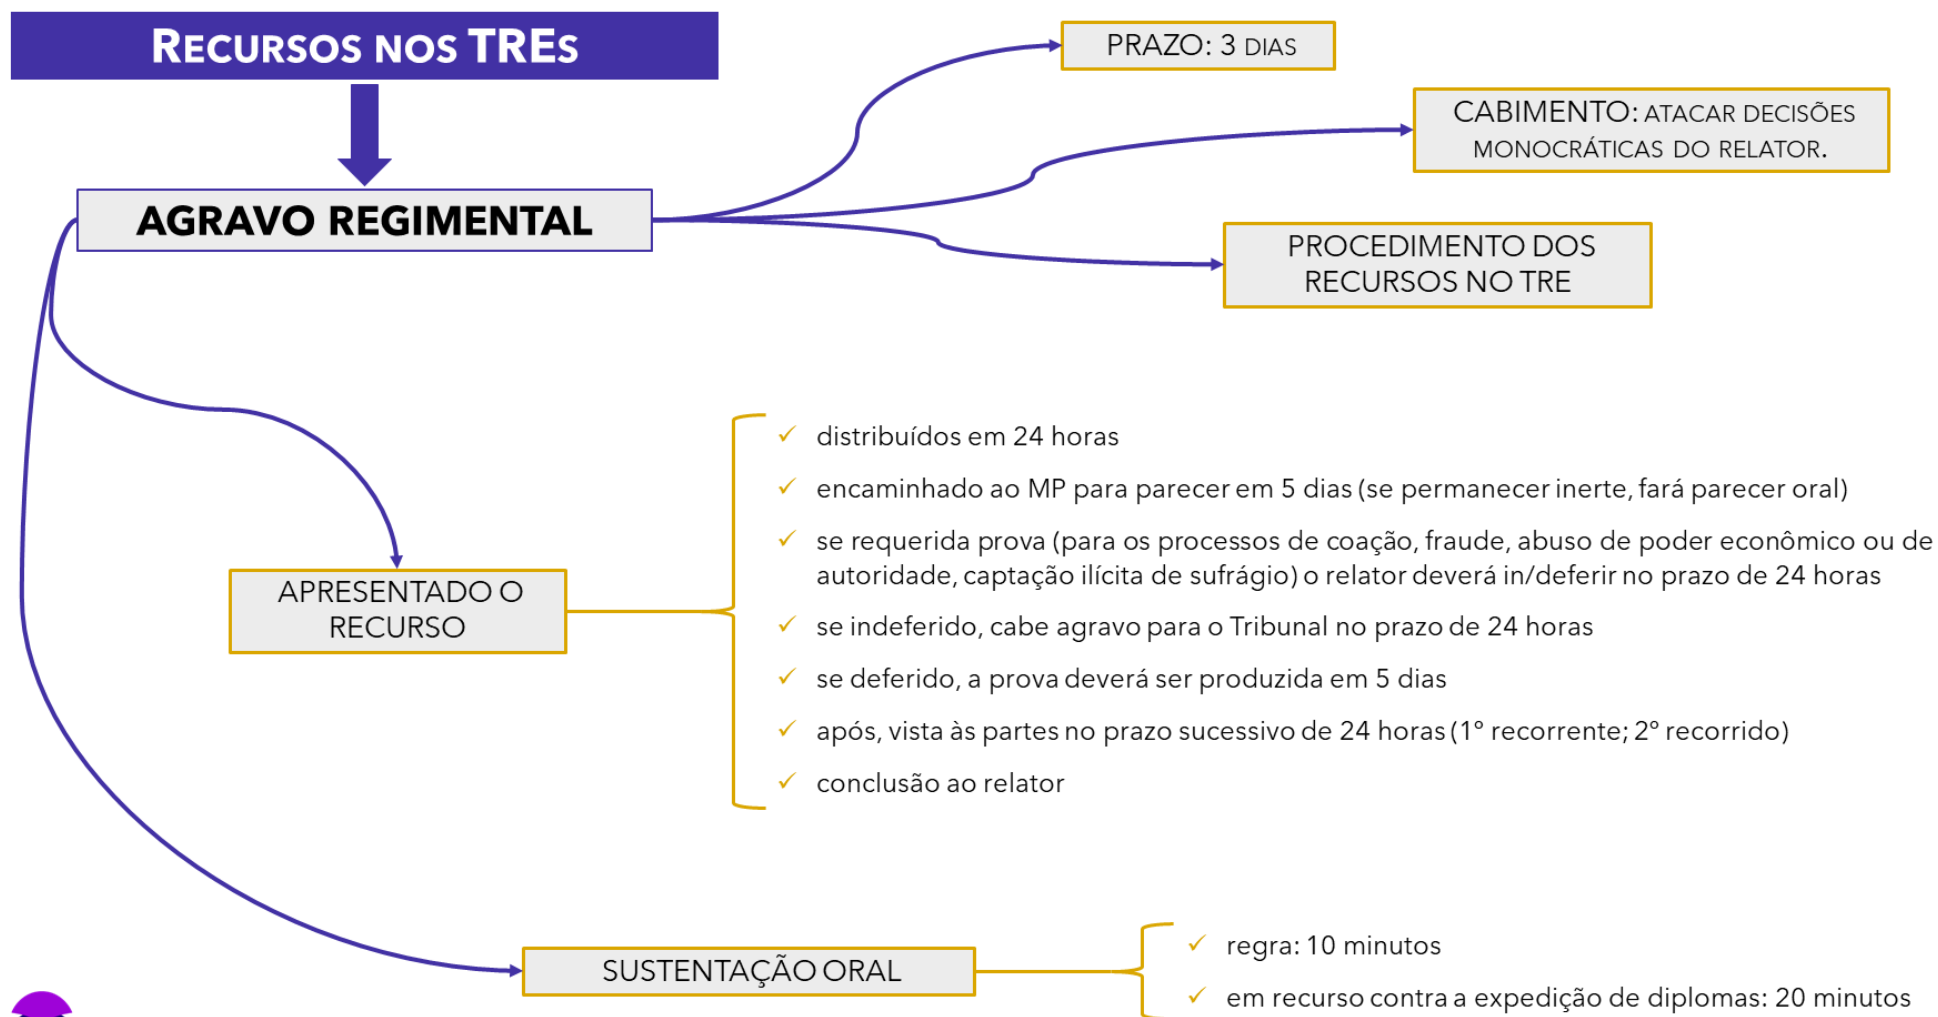 RECURSOS NOS TREs
PRAZO: 3 DIAS
CABIMENTO: ATACAR DECISÕES
MONOCRÁTICAS DO RELATOR.
AGRAVO REGIMENTAL
PROCEDIMENTO DOS
RECURSOS NO TRE
APRESENTADO O
RECURSO
✓ distribuídos em 24 horas
✓ encaminhado ao MP para parecer em 5 dias (se permanecer inerte, fará parecer oral)
✓ se requerida prova (para os processos de coação, fraude, abuso de poder econômico ou de
autoridade, captação ilícita de sufrágio) o relator deverá in/deferir no prazo de 24 horas
✓ se indeferido, cabe agravo para o Tribunal no prazo de 24 horas
✓ se deferido, a prova deverá ser produzida em 5 dias
✓ após, vista às partes no prazo sucessivo de 24 horas (1º recorrente; 2º recorrido)
✓ conclusão ao relator
SUSTENTAÇÃO ORAL
✓ regra: 10 minutos
✓ em recurso contra a expedição de diplomas: 20 minutos